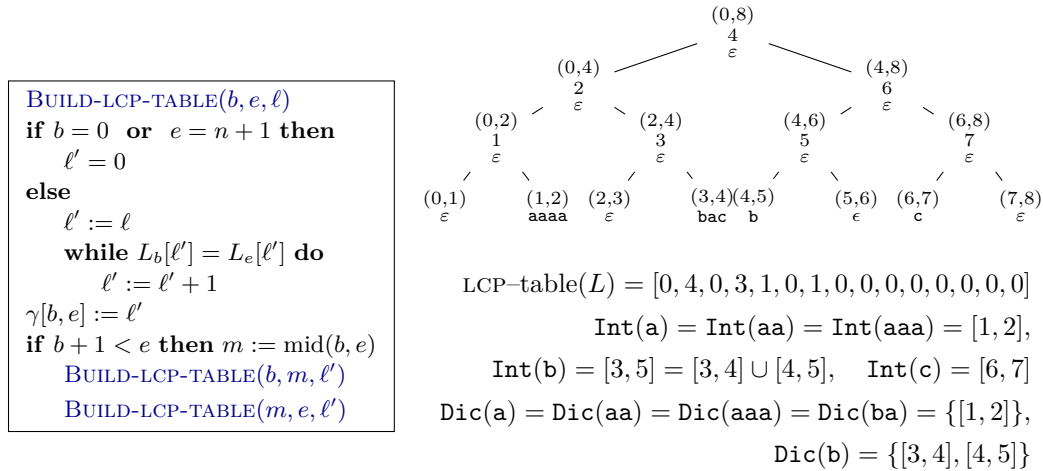 BUILD-LCP-TABLE(b, e, ℓ)
if b = 0 or e = n + 1 then
ℓ′ = 0
else
ℓ′ := ℓ
while L_b[ℓ′] = L_e[ℓ′] do
ℓ′ := ℓ′ + 1
γ[b, e] := ℓ′
if b + 1 < e then m := mid(b, e)
BUILD-LCP-TABLE(b, m, ℓ′)
BUILD-LCP-TABLE(m, e, ℓ′)
(0,8)
4
ε
(0,4) (4,8)
2 6
ε ε
(0,2) (2,4) (4,6) (6,8)
1 3 5 7
ε ε ε ε
(0,1) (1,2) (2,3) (3,4) (4,5) (5,6) (6,7) (7,8)
ε aaaa ε bac b ϵ c ε
LCP–table(L) = [0, 4, 0, 3, 1, 0, 1, 0, 0, 0, 0, 0, 0, 0, 0]
Int(a) = Int(aa) = Int(aaa) = [1, 2],
Int(b) = [3, 5] = [3, 4] ∪ [4, 5], Int(c) = [6, 7]
Dic(a) = Dic(aa) = Dic(aaa) = Dic(ba) = {[1, 2]},
Dic(b) = {[3, 4], [4, 5]}